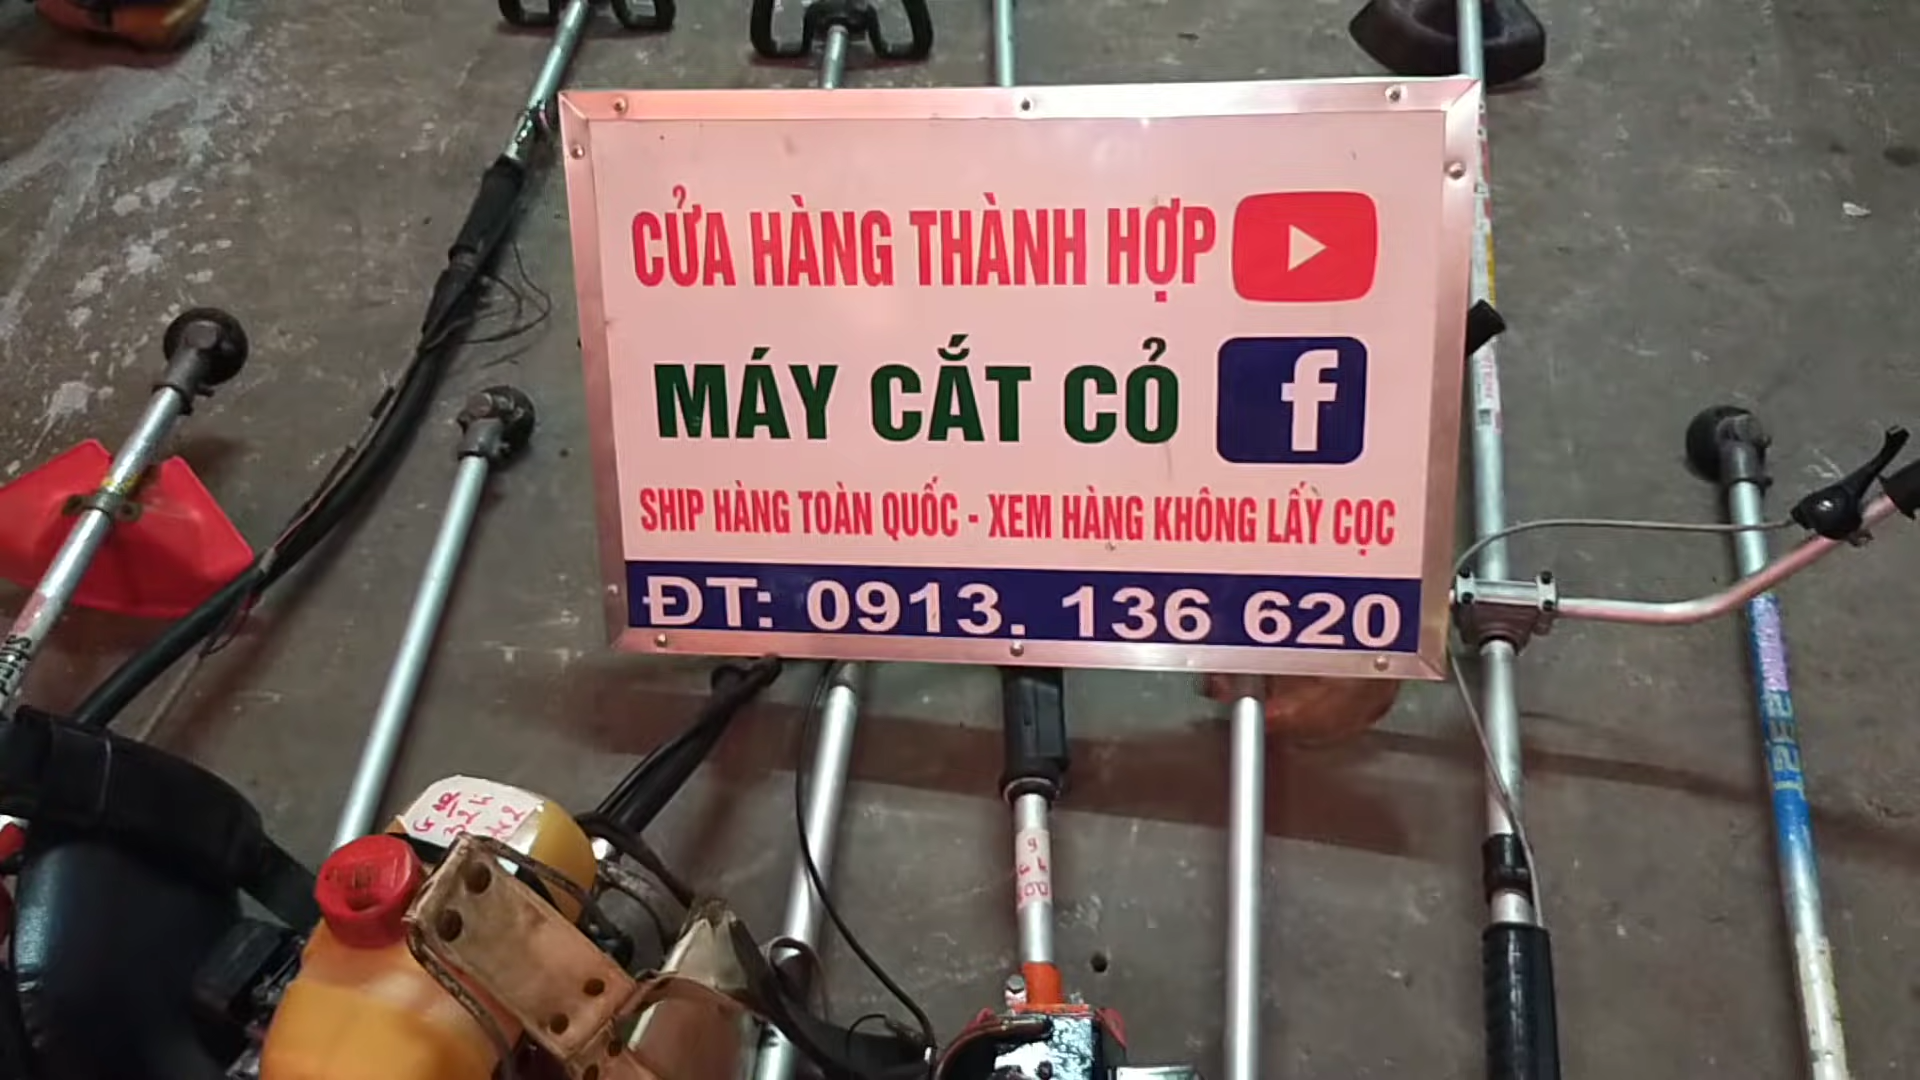 CỬA HÀNG THÀNH HỢP
MÁY CẮT CỎ
SHIP HÀNG TOÀN QUỐC - XEM HÀNG KHÔNG LẤY CỌC
ĐT: 0913. 136 620